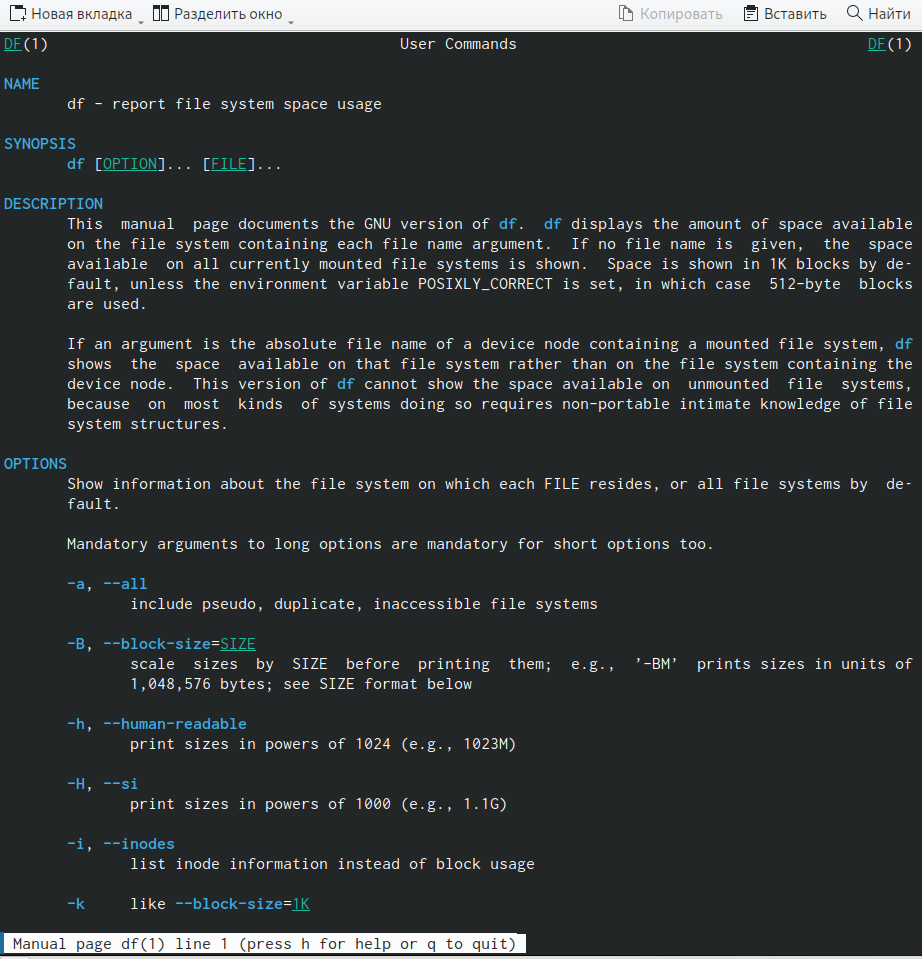 Новая вкладка Разделить окно Копировать Вставить Найти
DF(1) User Commands DF(1)
NAME
df - report file system space usage
SYNOPSIS
df [OPTION]... [FILE]...
DESCRIPTION
This manual page documents the GNU version of df. df displays the amount of space available
on the file system containing each file name argument. If no file name is given, the space
available on all currently mounted file systems is shown. Space is shown in 1K blocks by de-
fault, unless the environment variable POSIXLY_CORRECT is set, in which case 512-byte blocks
are used.
If an argument is the absolute file name of a device node containing a mounted file system, df
shows the space available on that file system rather than on the file system containing the
device node. This version of df cannot show the space available on unmounted file systems,
because on most kinds of systems doing so requires non-portable intimate knowledge of file
system structures.
OPTIONS
Show information about the file system on which each FILE resides, or all file systems by de-
fault.
Mandatory arguments to long options are mandatory for short options too.
-a, --all
include pseudo, duplicate, inaccessible file systems
-B, --block-size=SIZE
scale sizes by SIZE before printing them; e.g., ’-BM’ prints sizes in units of
1,048,576 bytes; see SIZE format below
-h, --human-readable
print sizes in powers of 1024 (e.g., 1023M)
-H, --si
print sizes in powers of 1000 (e.g., 1.1G)
-i, --inodes
list inode information instead of block usage
-k like --block-size=1K
Manual page df(1) line 1 (press h for help or q to quit)